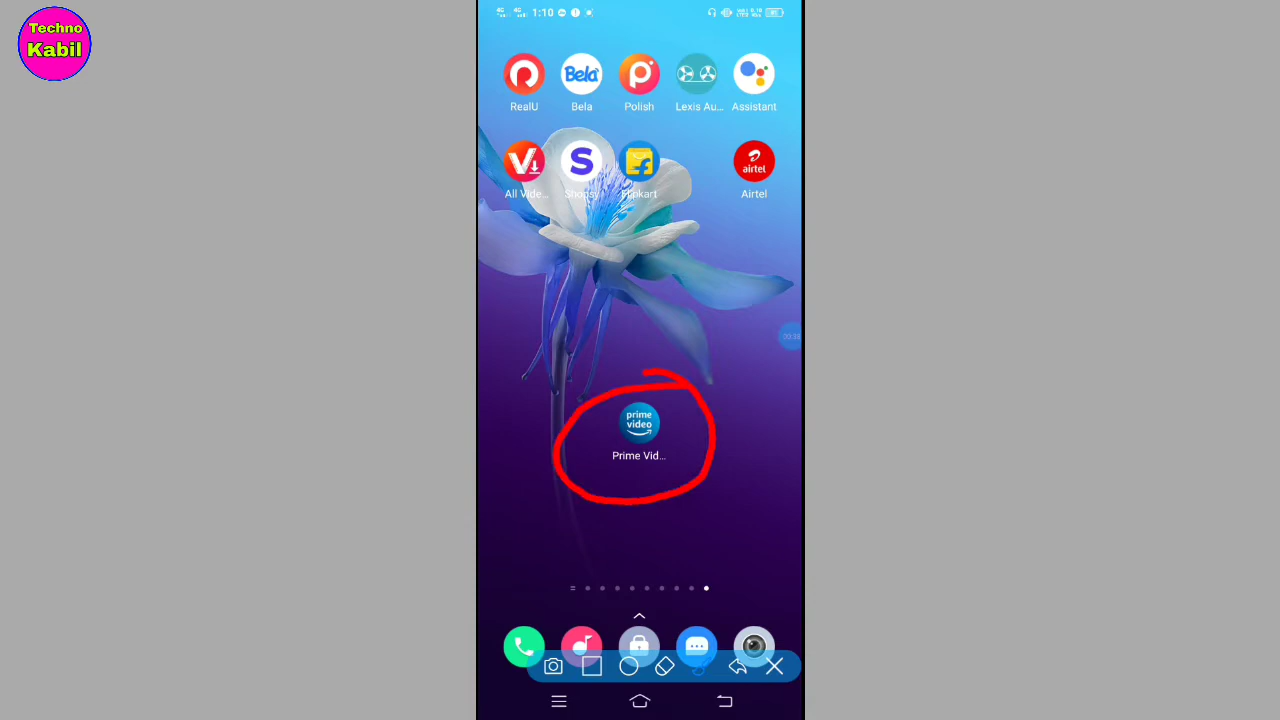 Techno
Kabil
1:10
RealU
Bela
Bela
Polish
Lexis Au...
Assistant
airtel
All Vide...
Shopsy
Flipkart
Airtel
prime
video
Prime Vid...